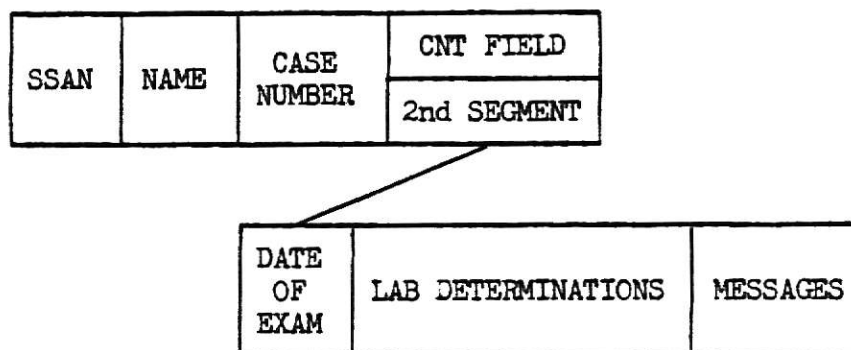 SSAN
NAME
CASE
NUMBER
CNT FIELD
2nd SEGMENT
DATE
OF
EXAM
LAB DETERMINATIONS
MESSAGES